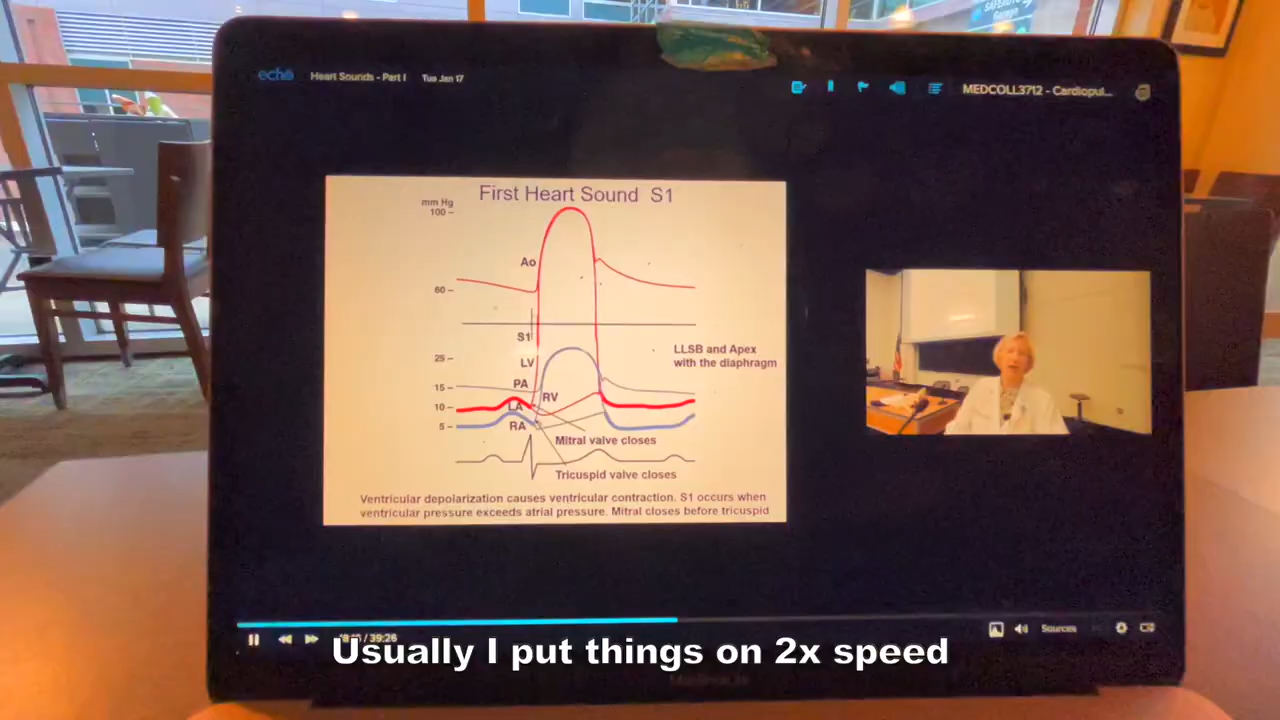 echo
Heart Sounds - Part I
Tue Jan 17
MEDCOLL3712 - Cardiopul...
First Heart Sound S1
mm Hg
100
Ao
60
S1
LV
25
LLSB and Apex
with the diaphragm
PA
15
RV
LA
10
RA
5
Mitral valve closes
Tricuspid valve closes
Ventricular depolarization causes ventricular contraction. S1 occurs when
ventricular pressure exceeds atrial pressure. Mitral closes before tricuspid
/ 39:26
Sources
Usually I put things on 2x speed